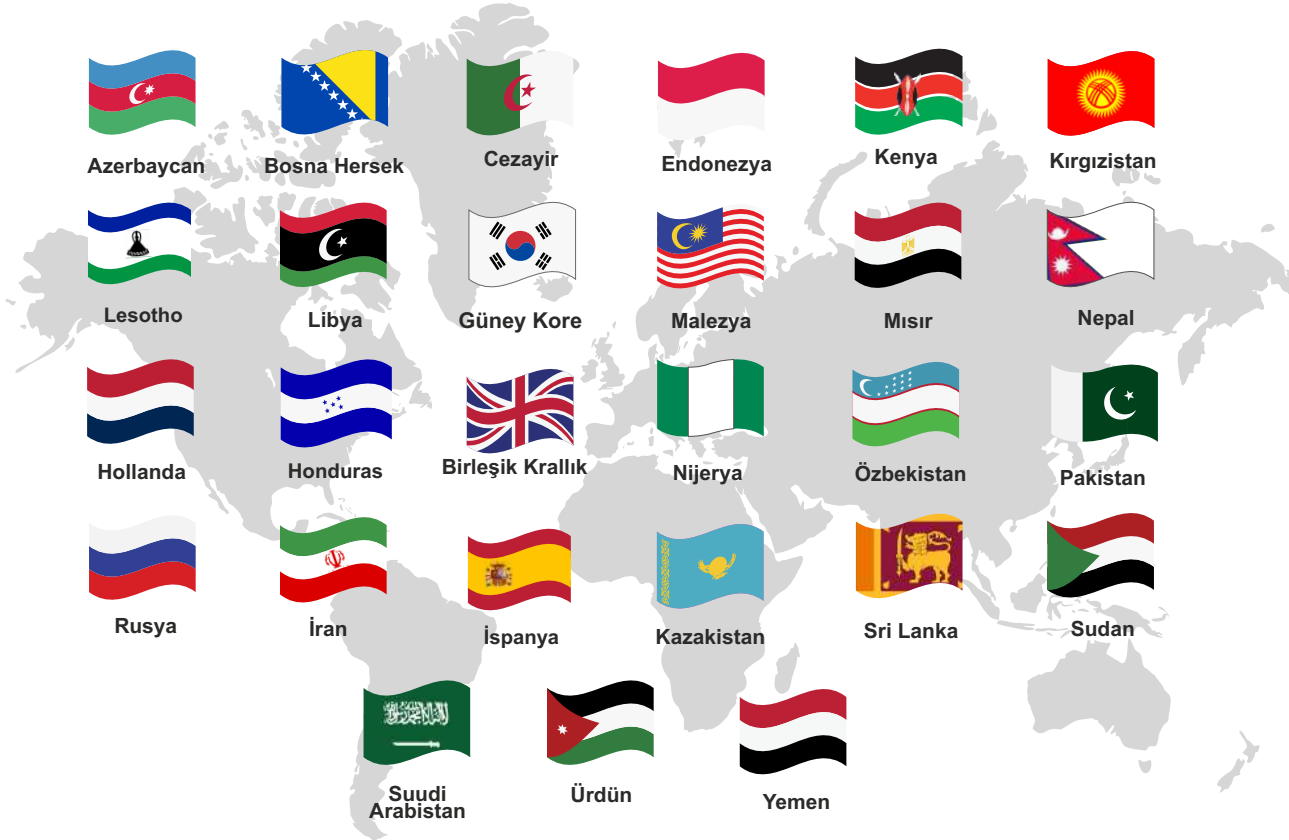 Azerbaycan
Bosna Hersek
Cezayir
Endonezya
Kenya
Kırgızistan
Lesotho
Libya
Güney Kore
Malezya
Mısır
Nepal
Hollanda
Honduras
Birleşik Krallık
Nijerya
Özbekistan
Pakistan
Rusya
İran
İspanya
Kazakistan
Sri Lanka
Sudan
Suudi
Arabistan
Ürdün
Yemen